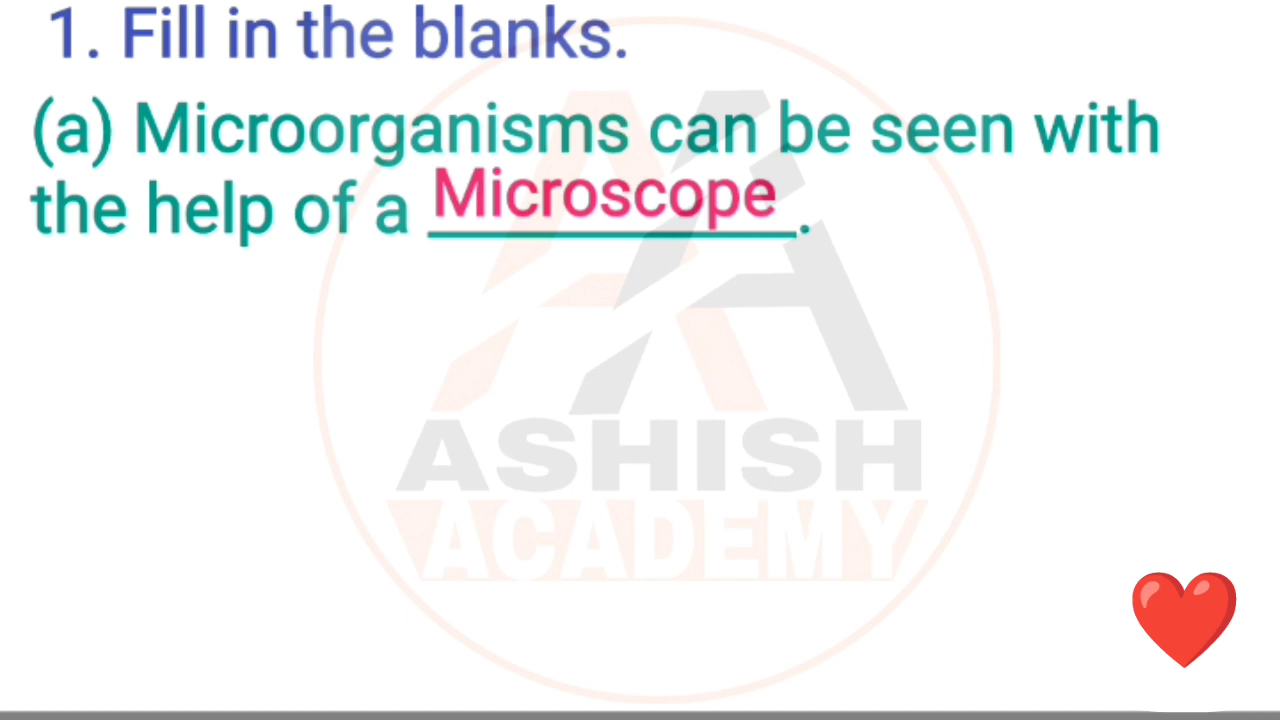 1. Fill in the blanks.
(a) Microorganisms can be seen with
the help of a Microscope.
ASHISH
ACADEMY